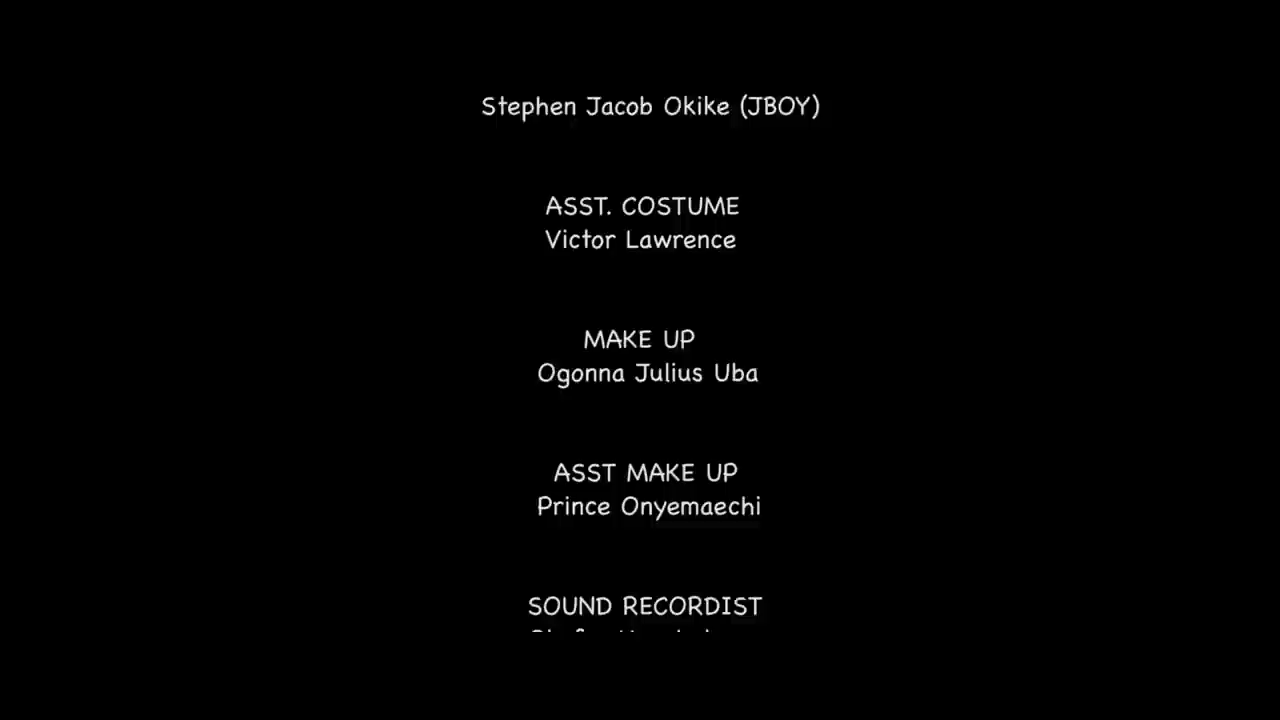 Stephen Jacob Okike (JBOY)
ASST. COSTUME
Victor Lawrence
MAKE UP
Ogonna Julius Uba
ASST MAKE UP
Prince Onyemaechi
SOUND RECORDIST